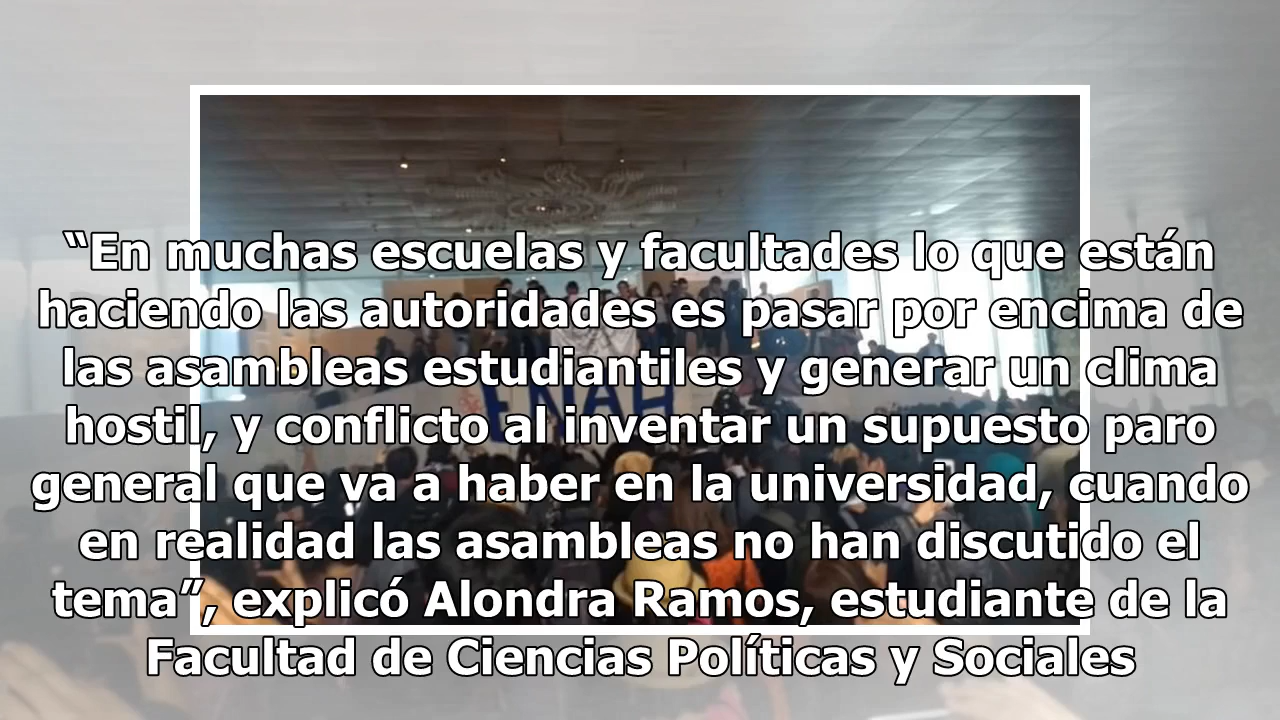 “En muchas escuelas y facultades lo que están
haciendo las autoridades es pasar por encima de
las asambleas estudiantiles y generar un clima
hostil, y conflicto al inventar un supuesto paro
general que va a haber en la universidad, cuando
en realidad las asambleas no han discutido el
tema”, explicó Alondra Ramos, estudiante de la
Facultad de Ciencias Políticas y Sociales
ENAH